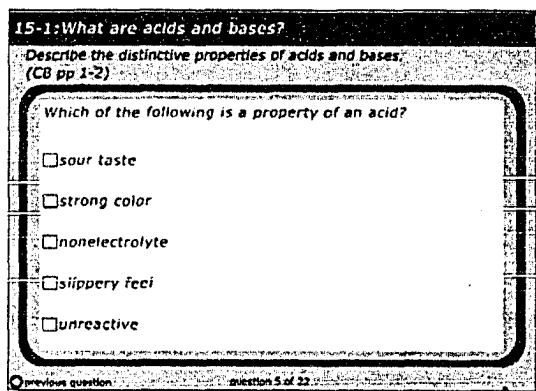 15-1:What are acids and bases?
Describe the distinctive properties of acids and bases.
(CB pp 1-2)
Which of the following is a property of an acid?
sour taste
strong color
nonelectrolyte
slippery feel
unreactive
previous question question 5 of 22